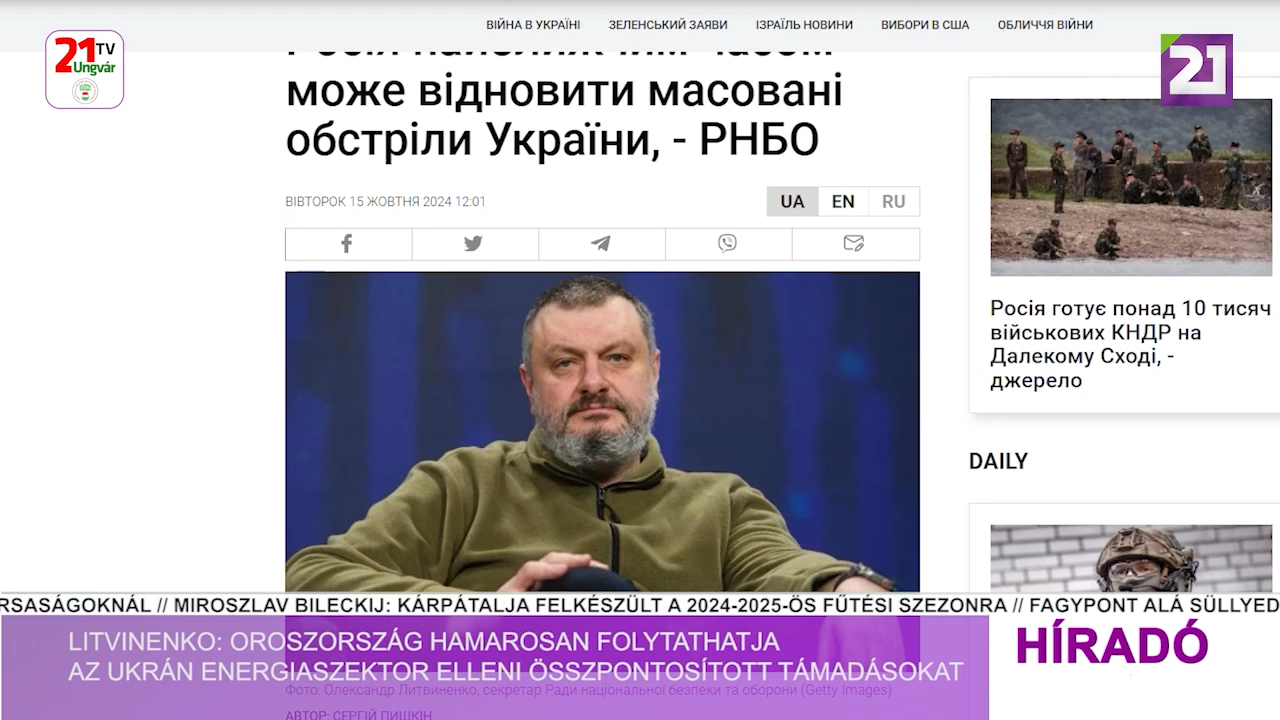 ВІЙНА В УКРАЇНІ ЗЕЛЕНСЬКИЙ ЗАЯВИ ІЗРАЇЛЬ НОВИНИ ВИБОРИ В США ОБЛИЧЧЯ ВІЙНИ
21 TV
Ungvár
21
може відновити масовані
обстріли України, - РНБО
ВІВТОРОК 15 ЖОВТНЯ 2024 12:01
UA EN RU
Росія готує понад 10 тисяч
військових КНДР на
Далекому Сході, -
джерело
DAILY
RSASÁGOKNÁL // MIROSZLAV BILECKIJ: KÁRPÁTALJA FELKÉSZÜLT A 2024-2025-ÖS FŰTÉSI SZEZONRA // FAGYPONT ALÁ SÜLLYED
LITVINENKO: OROSZORSZÁG HAMAROSAN FOLYTATHATJA
AZ UKRÁN ENERGIASZEKTOR ELLENI ÖSSZPONTOSÍTOTT TÁMADÁSOKAT
HÍRADÓ
Фото: Олександр Литвиненко, секретар Ради національної безпеки та оборони (Getty Images)
АВТОР: СЕРГІЙ ПИШКІН